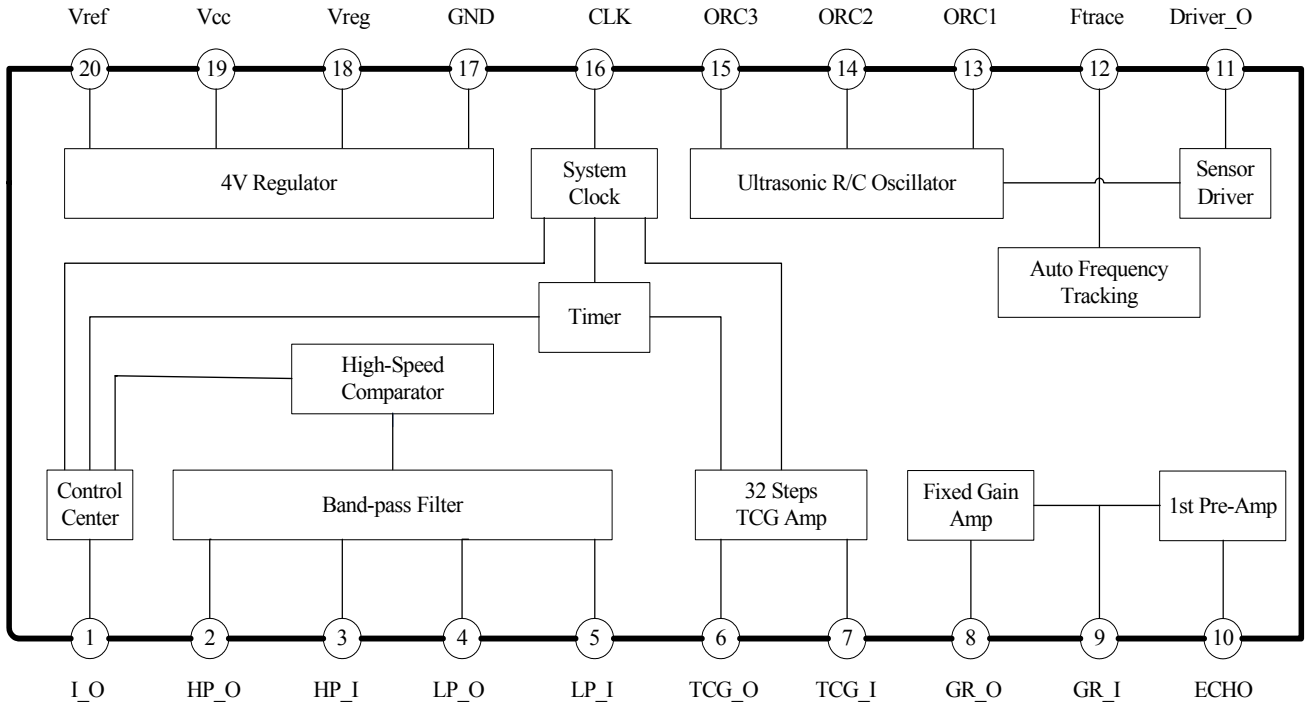 Vref Vcc Vreg GND CLK ORC3 ORC2 ORC1 Ftrace Driver_O
20 19 18 17 16 15 14 13 12 11
4V Regulator
System
Clock
Ultrasonic R/C Oscillator
Sensor
Driver
Auto Frequency
Tracking
Timer
High-Speed
Comparator
Control
Center
Band-pass Filter
32 Steps
TCG Amp
Fixed Gain
Amp
1st Pre-Amp
1 2 3 4 5 6 7 8 9 10
I_O HP_O HP_I LP_O LP_I TCG_O TCG_I GR_O GR_I ECHO